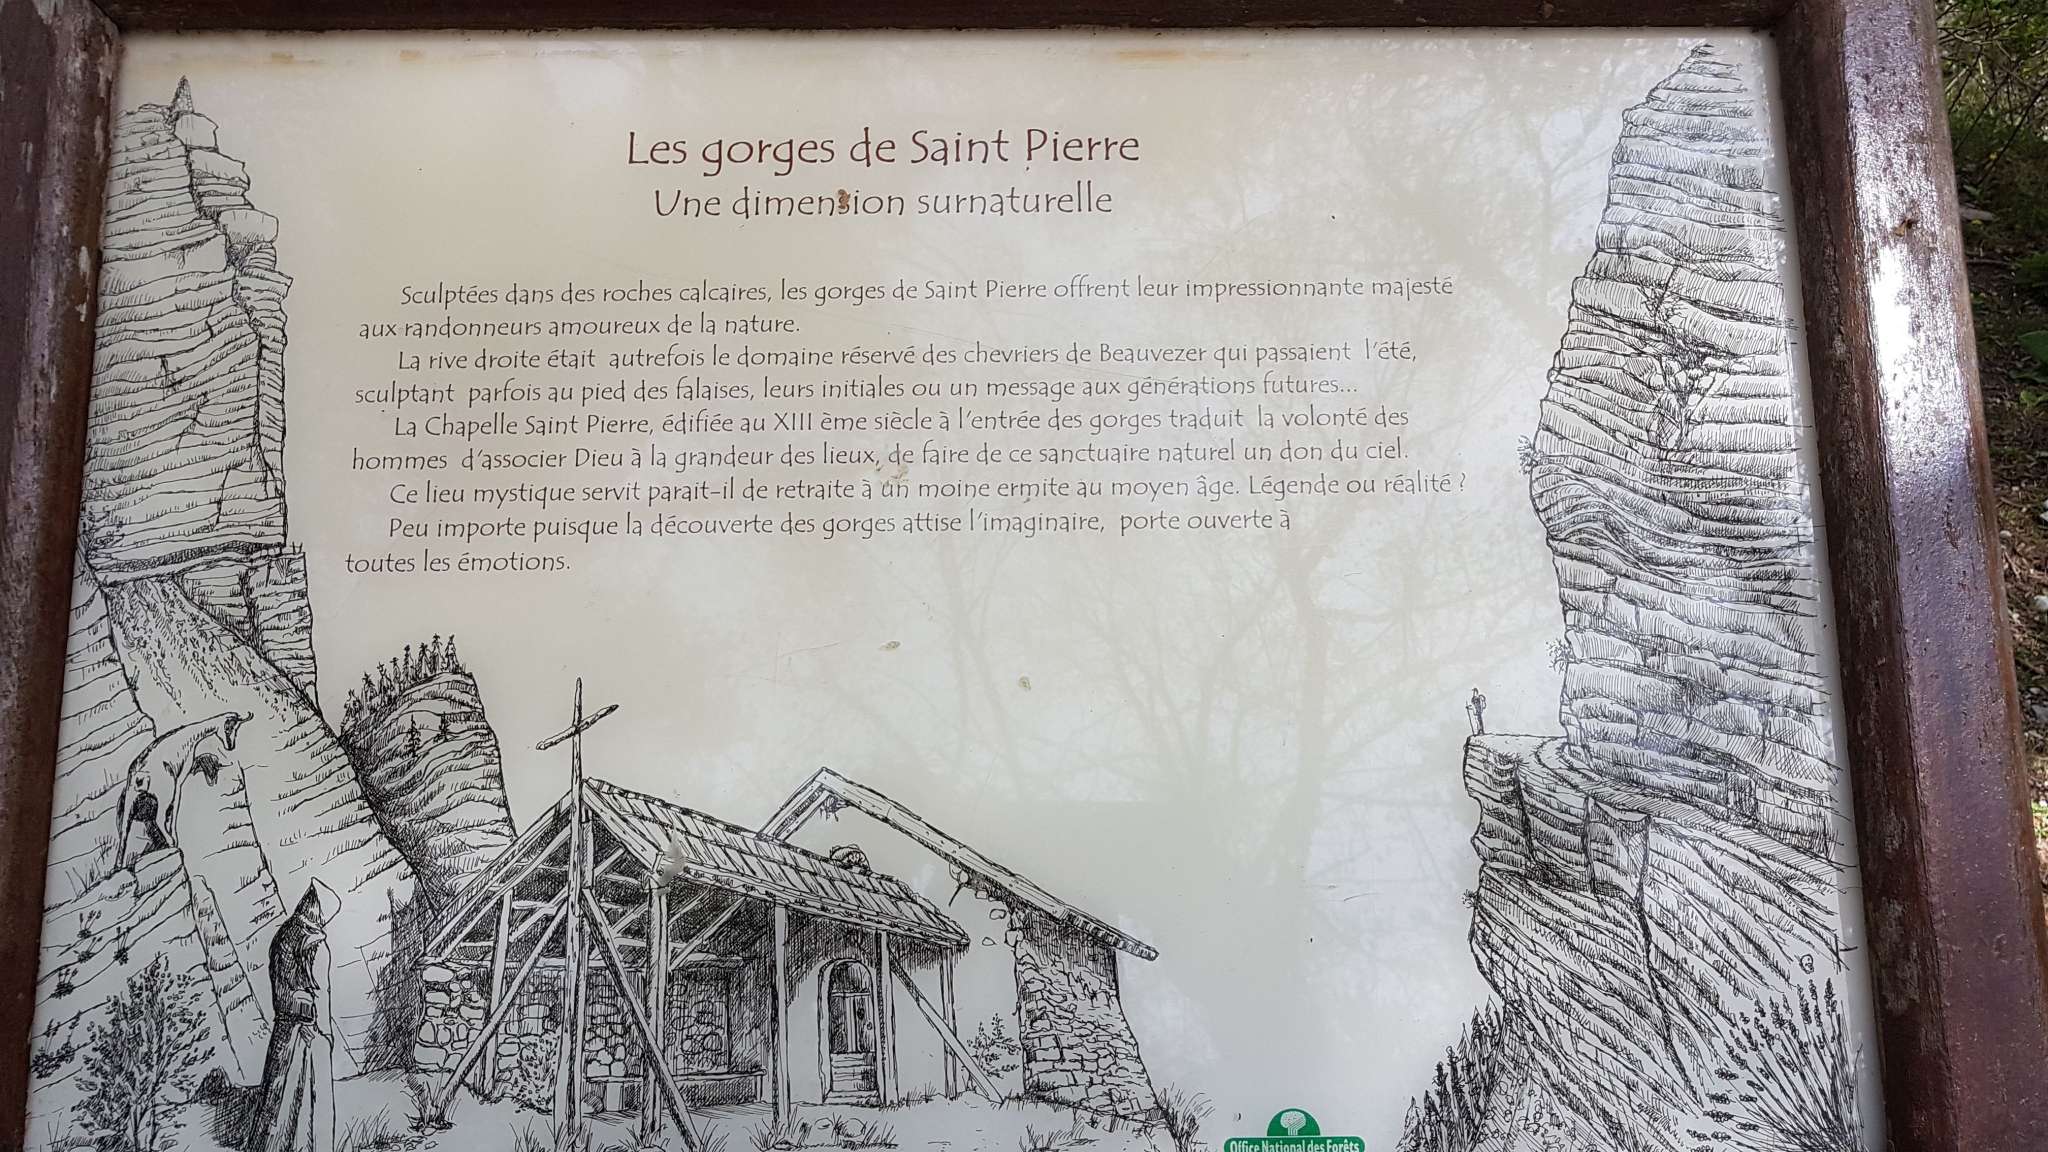 Les gorges de Saint Pierre
Une dimension surnaturelle
Sculptées dans des roches calcaires, les gorges de Saint Pierre offrent leur impressionnante majesté
aux randonneurs amoureux de la nature.
La rive droite était autrefois le domaine réservé des chevriers de Beauvezer qui passaient l'été,
sculptant parfois au pied des falaises, leurs initiales ou un message aux générations futures...
La Chapelle Saint Pierre, édifiée au XIII ème siècle à l'entrée des gorges traduit la volonté des
hommes d'associer Dieu à la grandeur des lieux, de faire de ce sanctuaire naturel un don du ciel.
Ce lieu mystique servit parait-il de retraite à un moine ermite au moyen âge. Légende ou réalité ?
Peu importe puisque la découverte des gorges attise l'imaginaire, porte ouverte à
toutes les émotions.
Office National des Forêts